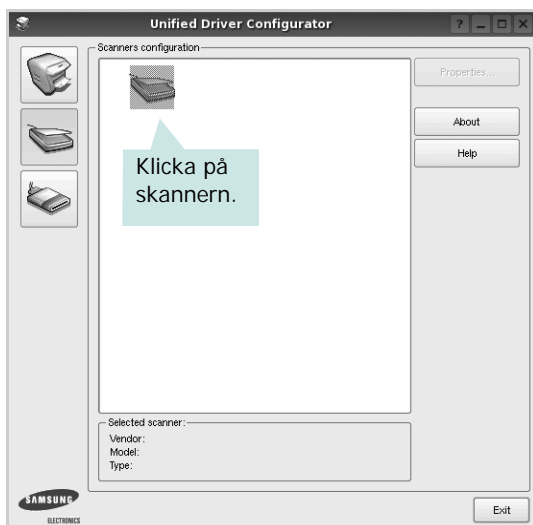 Unified Driver Configurator
Scanners configuration
Properties...
About
Help
Klicka på
skannern.
Selected scanner:
Vendor:
Model:
Type:
SAMSUNG
ELECTRONICS
Exit